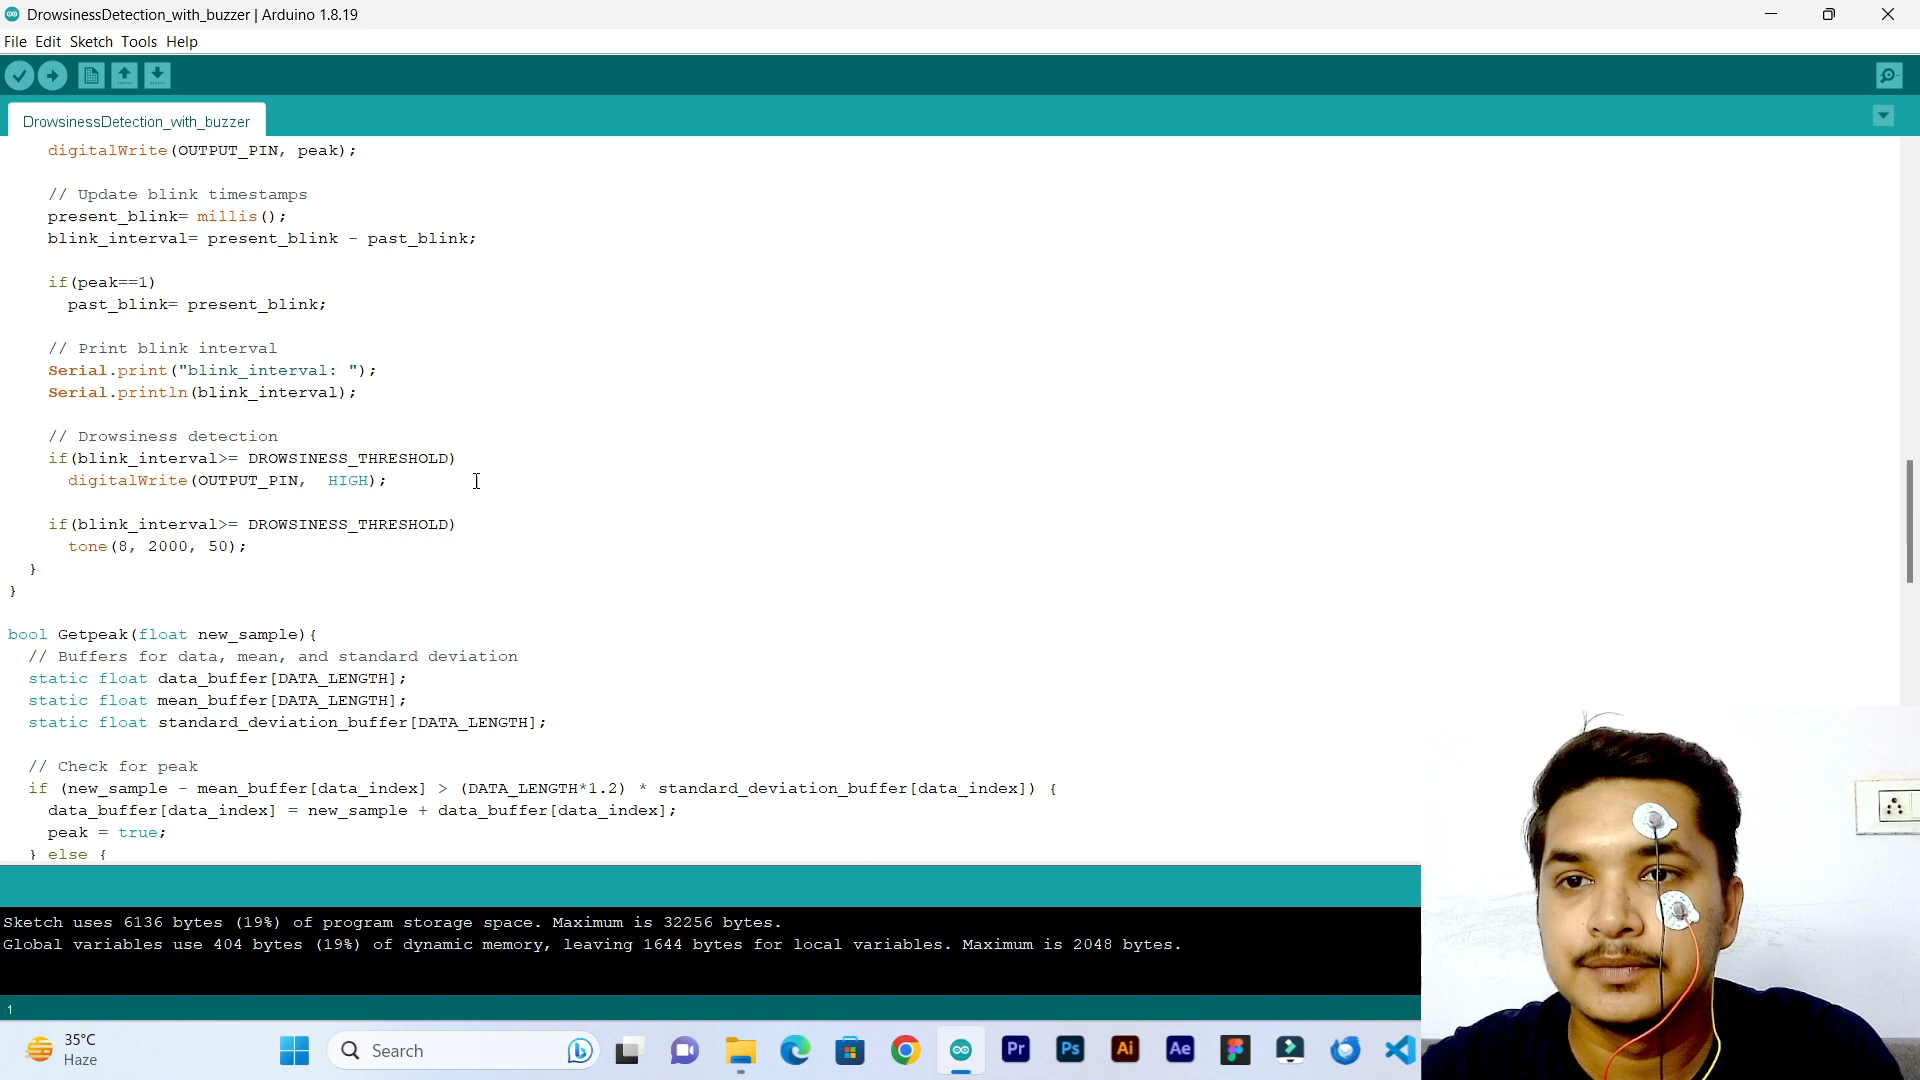 DrowsinessDetection_with_buzzer | Arduino 1.8.19
File Edit Sketch Tools Help
DrowsinessDetection_with_buzzer
digitalWrite(OUTPUT_PIN, peak);
// Update blink timestamps
present_blink= millis();
blink_interval= present_blink - past_blink;
if(peak==1)
past_blink= present_blink;
// Print blink interval
Serial.print("blink_interval: ");
Serial.println(blink_interval);
// Drowsiness detection
if(blink_interval>= DROWSINESS_THRESHOLD)
digitalWrite(OUTPUT_PIN,  HIGH);
if(blink_interval>= DROWSINESS_THRESHOLD)
tone(8, 2000, 50);
}
}
bool Getpeak(float new_sample){
// Buffers for data, mean, and standard deviation
static float data_buffer[DATA_LENGTH];
static float mean_buffer[DATA_LENGTH];
static float standard_deviation_buffer[DATA_LENGTH];
// Check for peak
if (new_sample - mean_buffer[data_index] > (DATA_LENGTH*1.2) * standard_deviation_buffer[data_index]) {
data_buffer[data_index] = new_sample + data_buffer[data_index];
peak = true;
} else {
Sketch uses 6136 bytes (19%) of program storage space. Maximum is 32256 bytes.
Global variables use 404 bytes (19%) of dynamic memory, leaving 1644 bytes for local variables. Maximum is 2048 bytes.
1
35°C
Haze
Search
Pr
Ps
Ai
Ae